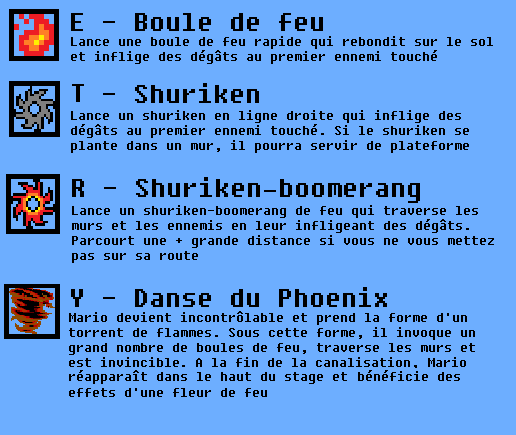 E - Boule de feu
Lance une boule de feu rapide qui rebondit sur le sol
et inflige des dégâts au premier ennemi touché
T - Shuriken
Lance un shuriken en ligne droite qui inflige des
dégâts au premier ennemi touché. Si le shuriken se
plante dans un mur, il pourra servir de plateforme
R - Shuriken-boomerang
Lance un shuriken-boomerang de feu qui traverse les
murs et les ennemis en leur infligeant des dégâts.
Parcourt une + grande distance si vous ne vous mettez
pas sur sa route
Y - Danse du Phoenix
Mario devient incontrôlable et prend la forme d'un
torrent de flammes. Sous cette forme, il invoque un
grand nombre de boules de feu, traverse les murs et
est invincible. A la fin de la canalisation, Mario
réapparaît dans le haut du stage et bénéficie des
effets d'une fleur de feu